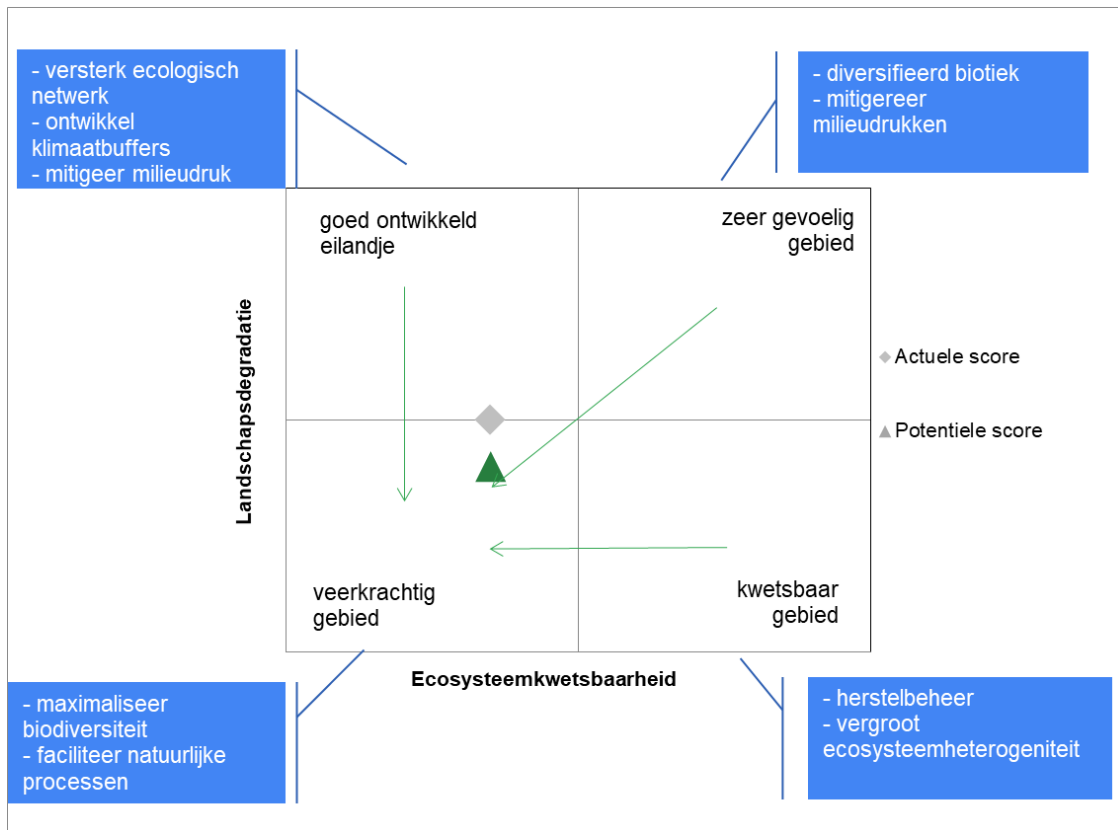 - versterk ecologisch
netwerk
- ontwikkel
klimaatbuffers
- mitigeer milieudruk
- diversifieerd biotiek
- mitigereer
milieudrukken
goed ontwikkeld
eilandje
zeer gevoelig
gebied
Landschapsdegradatie
Actuele score
Potentiele score
veerkrachtig
gebied
kwetsbaar
gebied
Ecosysteemkwetsbaarheid
- maximaliseer
biodiversiteit
- faciliteer natuurlijke
processen
- herstelbeheer
- vergroot
ecosysteemheterogeniteit